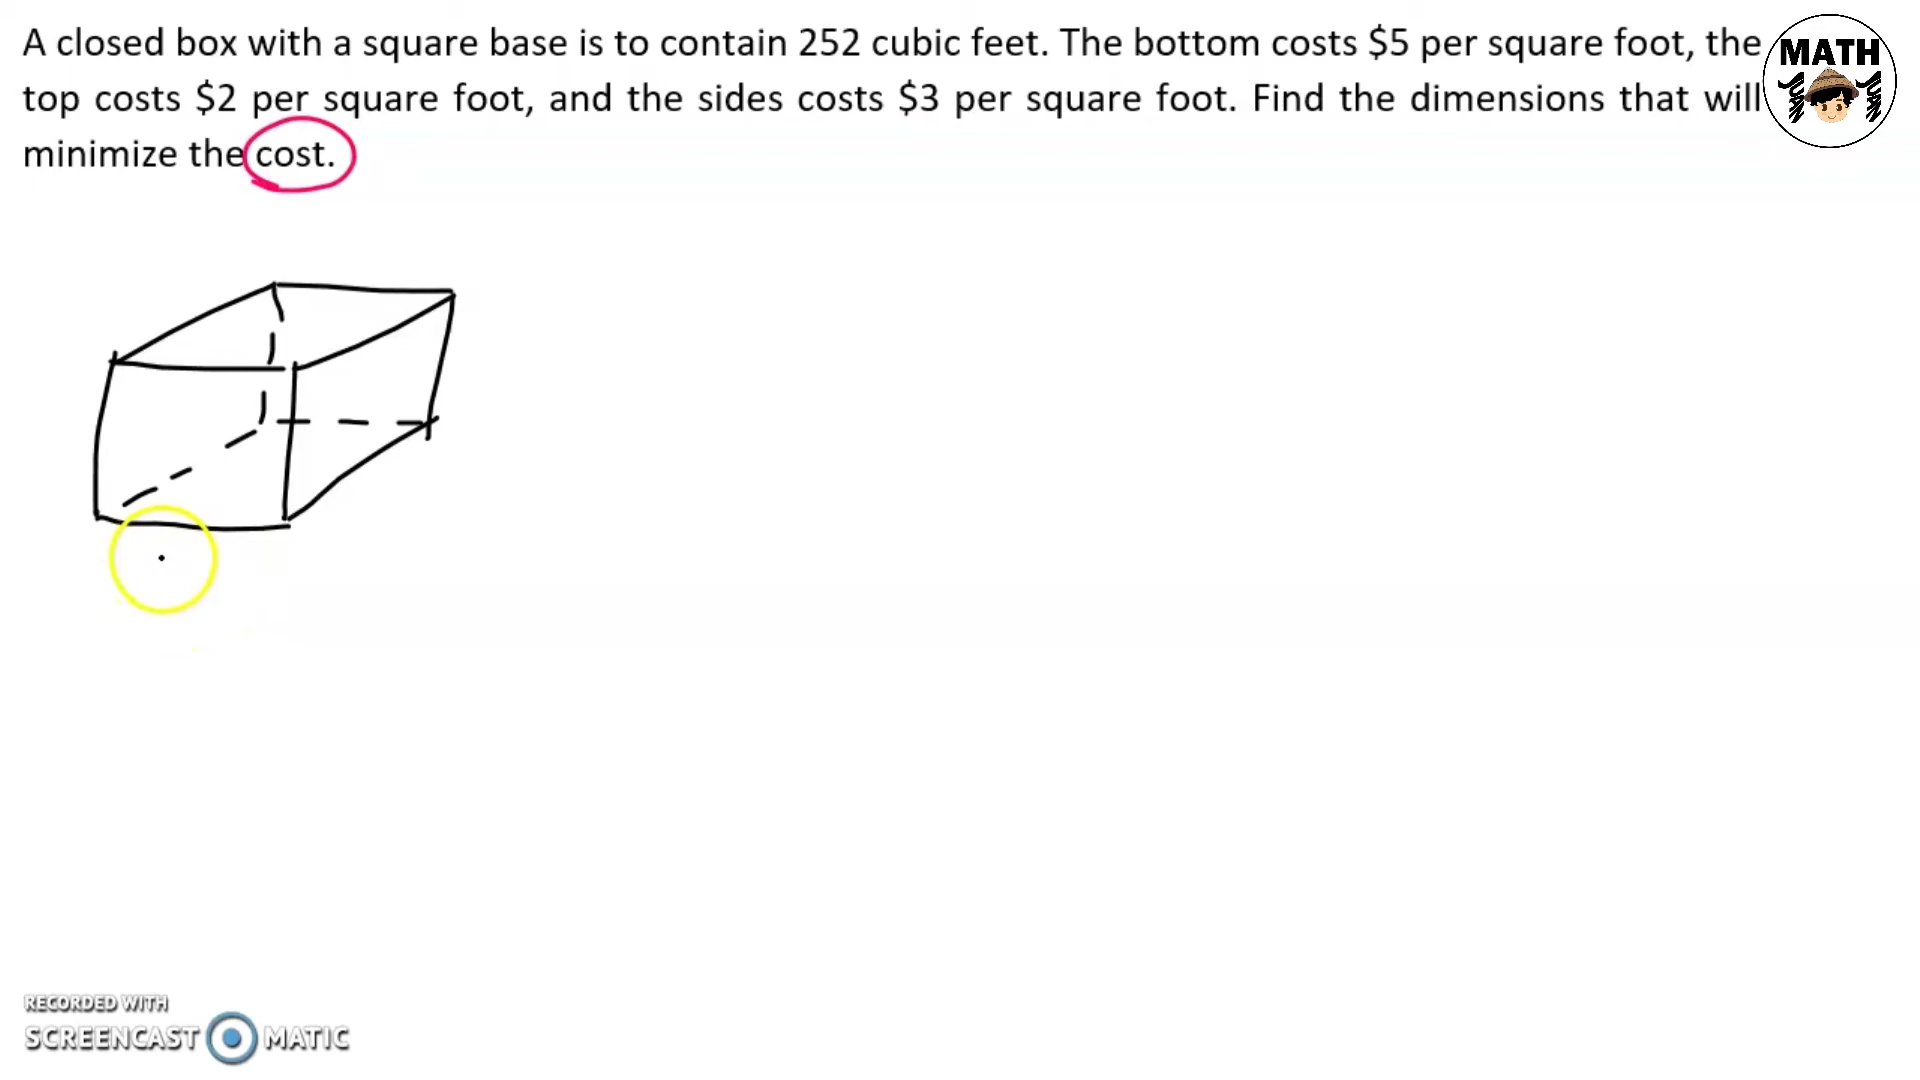 A closed box with a square base is to contain 252 cubic feet. The bottom costs $5 per square foot, the
top costs $2 per square foot, and the sides costs $3 per square foot. Find the dimensions that will
minimize the cost.
MATH
RECORDED WITH
SCREENCAST MATIC